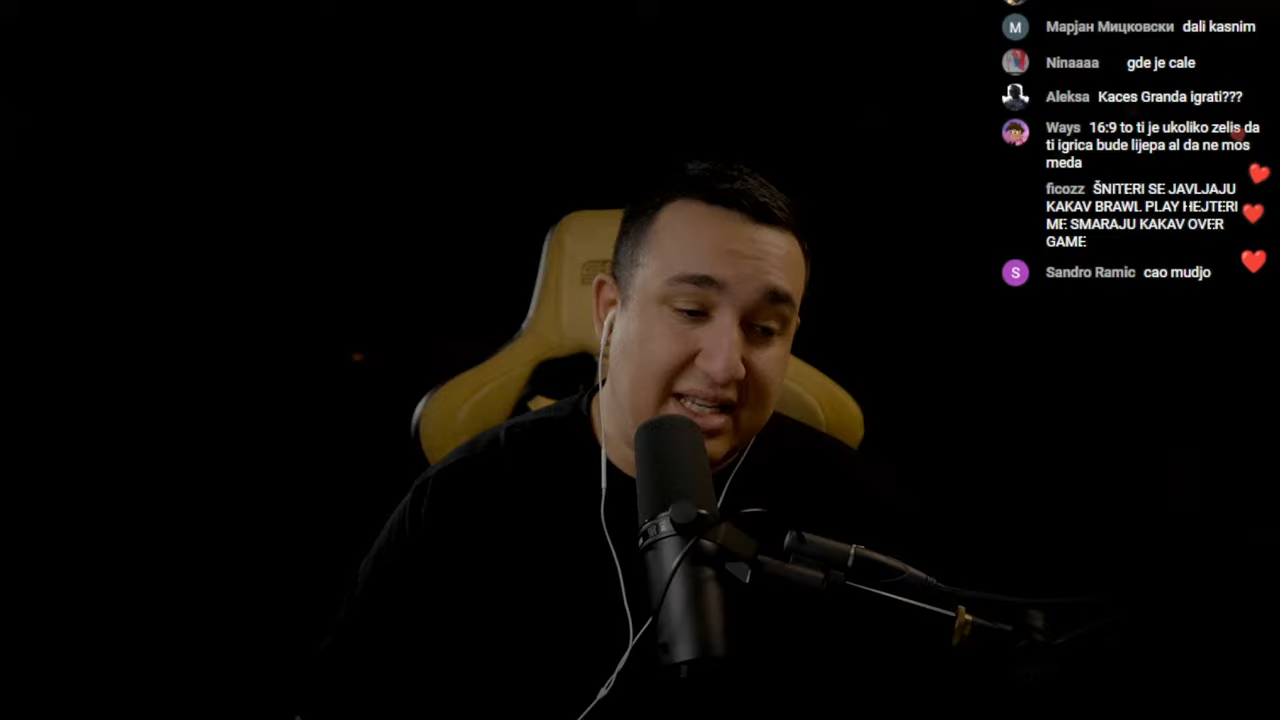 Марјан Мицковски dali kasnim
Ninaaaa gde je cale
Aleksa Kaces Granda igrati???
Ways 16:9 to ti je ukoliko zelis da
ti igrica bude lijepa al da ne mos
meda
ficozz ŠNITERI SE JAVLJAJU
KAKAV BRAWL PLAY HEJTERI
ME SMARAJU KAKAV OVER
GAME
S Sandro Ramic cao mudjo